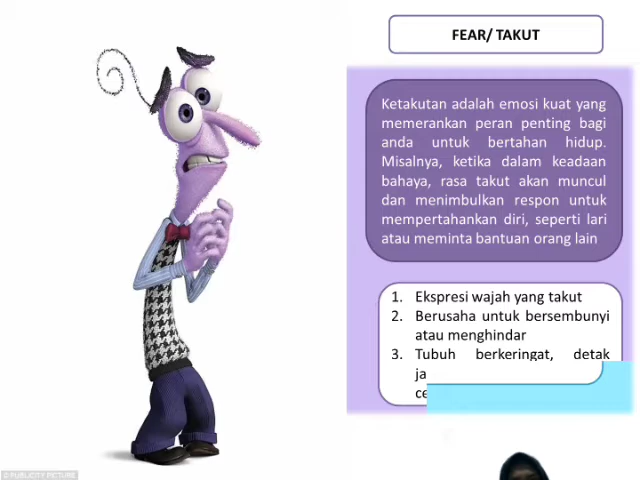 FEAR/ TAKUT
Ketakutan adalah emosi kuat yang
memerankan peran penting bagi
anda untuk bertahan hidup.
Misalnya, ketika dalam keadaan
bahaya, rasa takut akan muncul
dan menimbulkan respon untuk
mempertahankan diri, seperti lari
atau meminta bantuan orang lain
1. Ekspresi wajah yang takut
2. Berusaha untuk bersembunyi
atau menghindar
3. Tubuh berkeringat, detak
©PUBLICITY PICTURE